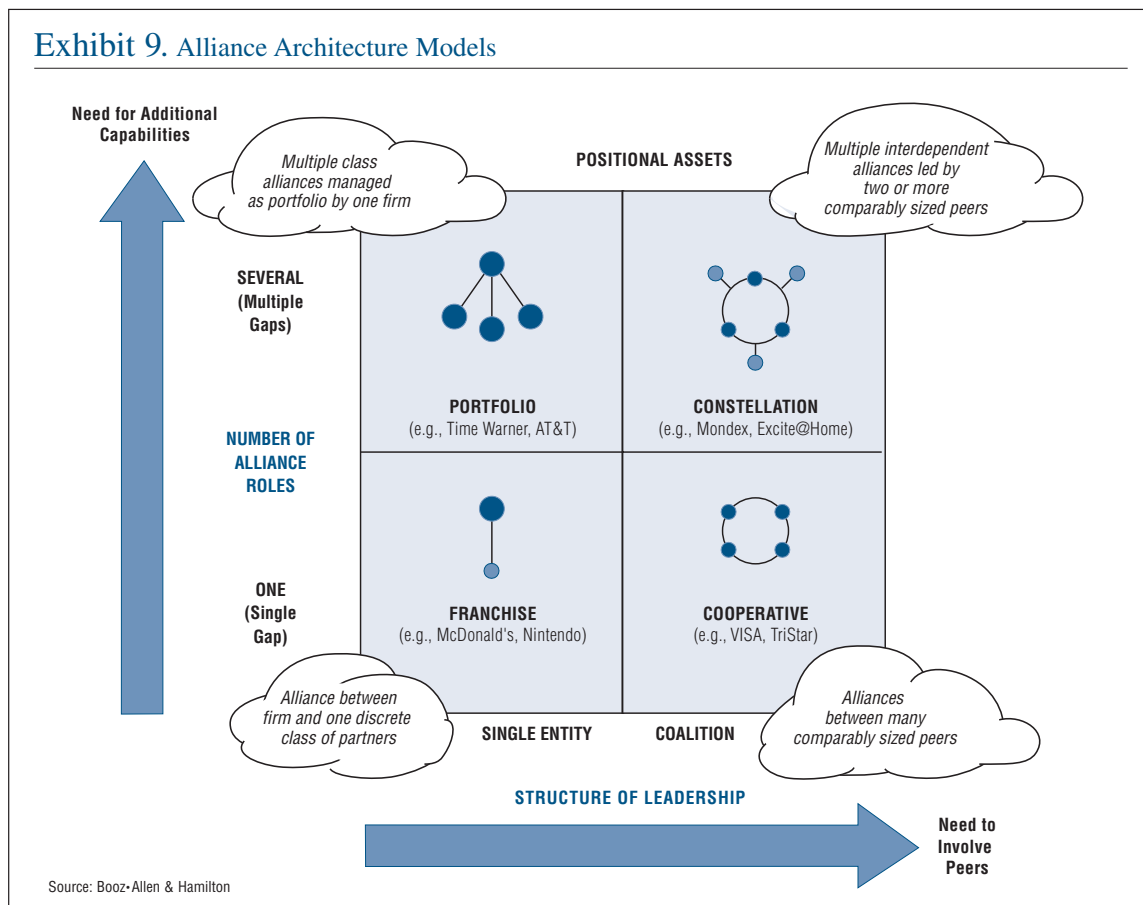 Exhibit 9. Alliance Architecture Models
Need for Additional
Capabilities
Multiple class
alliances managed
as portfolio by one firm
POSITIONAL ASSETS
Multiple interdependent
alliances led by
two or more
comparably sized peers
SEVERAL
(Multiple
Gaps)
PORTFOLIO
(e.g., Time Warner, AT&T)
CONSTELLATION
(e.g., Mondex, Excite@Home)
NUMBER OF
ALLIANCE
ROLES
ONE
(Single
Gap)
FRANCHISE
(e.g., McDonald's, Nintendo)
COOPERATIVE
(e.g., VISA, TriStar)
Alliance between
firm and one discrete
class of partners
SINGLE ENTITY
COALITION
Alliances
between many
comparably sized peers
STRUCTURE OF LEADERSHIP
Need to
Involve
Peers
Source: Booz•Allen & Hamilton